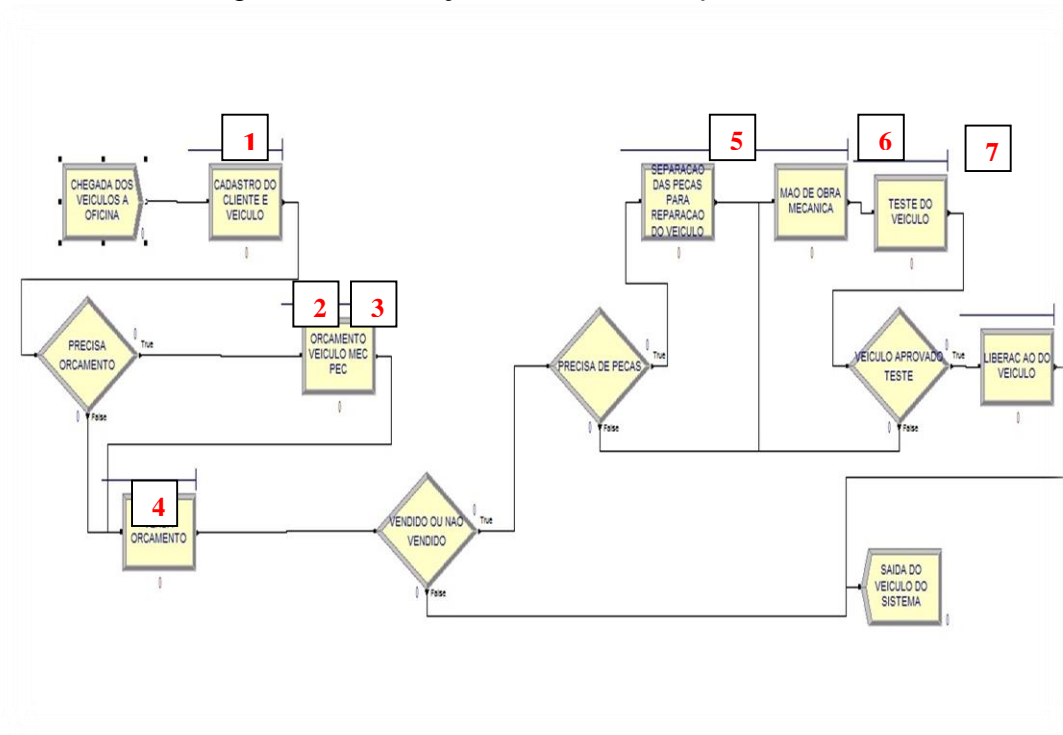 1
CHEGADA DOS
VEICULOS A
OFICINA
0
CADASTRO DO
CLIENTE E
VEICULO
0
PRECISA
ORCAMENTO
0
True
0
False
2
3
ORCAMENTO
VEICULO MEC
PEC
0
4
ORCAMENTO
0
VENDIDO OU NAO
VENDIDO
0
True
0
False
5
SEPARACAO
DAS PECAS
PARA
REPARACAO
DO VEICULO
0
MAO DE OBRA
MECANICA
0
6
7
TESTE DO
VEICULO
0
PRECISA DE PECAS
0
True
0
False
VEICULO APROVADO
TESTE
0
True
0
False
LIBERAC AO DO
VEICULO
0
SAIDA DO
VEICULO DO
SISTEMA
0